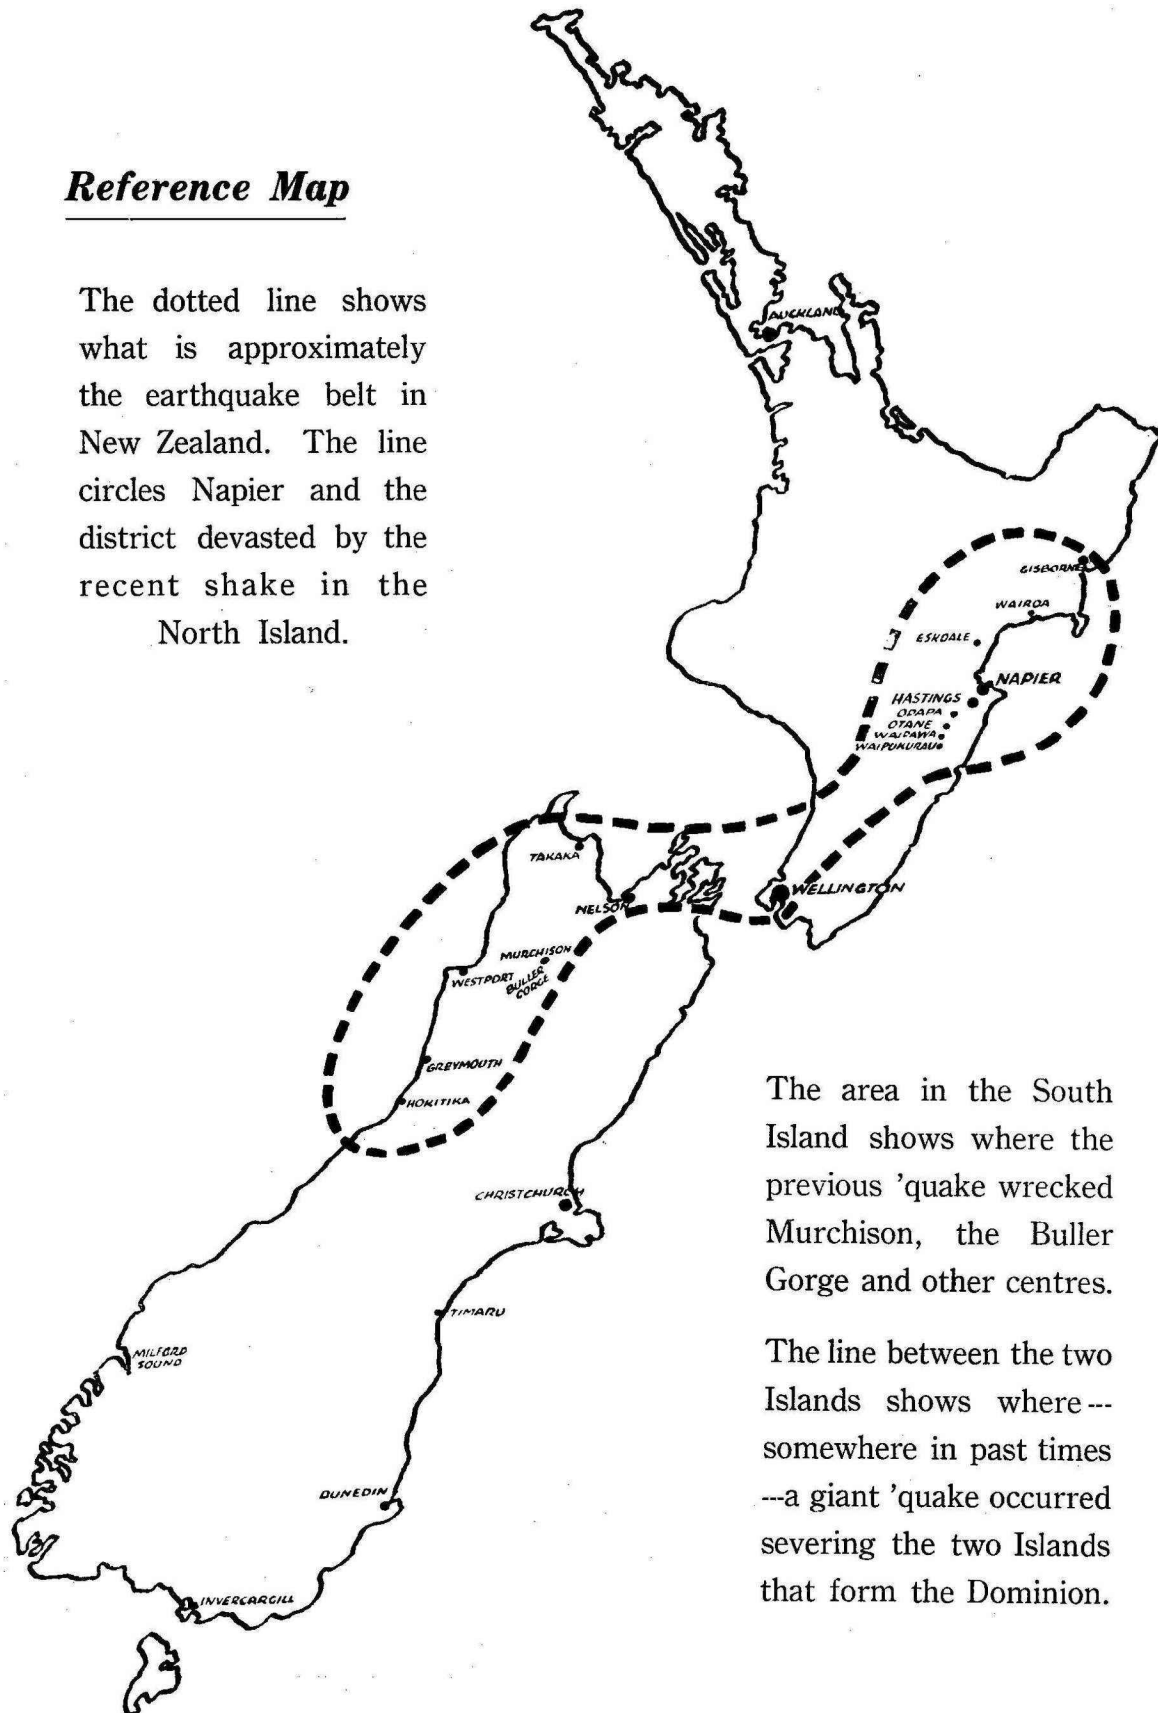 Reference Map
The dotted line shows
what is approximately
the earthquake belt in
New Zealand. The line
circles Napier and the
district devasted by the
recent shake in the
North Island.
AUCKLAND
GISBORNE
WAIROA
ESKDALE
NAPIER
HASTINGS
OPAPA
OTANE
WAIPAWA
WAIPUKURAU
TAKAKA
NELSON
WELLINGTON
MURCHISON
WESTPORT
BULLER
GORGE
GREYMOUTH
HOKITIKA
CHRISTCHURCH
TIMARU
MILFORD
SOUND
DUNEDIN
INVERCARGILL
The area in the South
Island shows where the
previous 'quake wrecked
Murchison, the Buller
Gorge and other centres.
The line between the two
Islands shows where---
somewhere in past times
---a giant 'quake occurred
severing the two Islands
that form the Dominion.